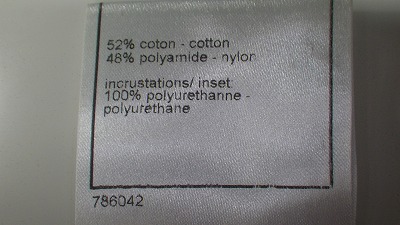 52% coton - cotton
48% polyamide - nylon
incrustations/ inset:
100% polyurethanne -
polyurethane
786042